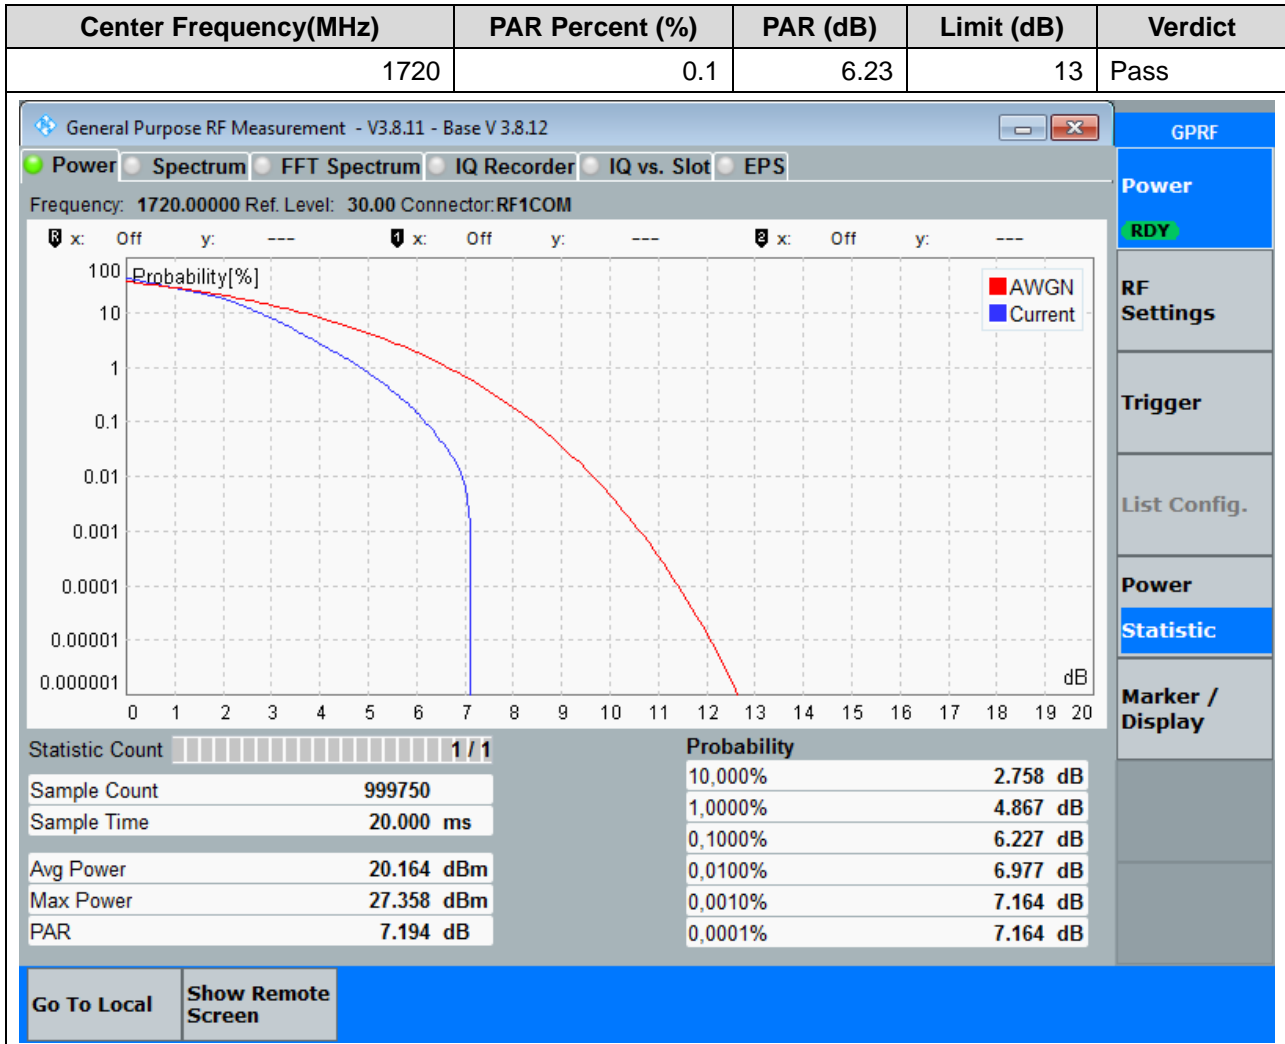 Center Frequency(MHz) PAR Percent (%) PAR (dB) Limit (dB) Verdict
1720 0.1 6.23 13 Pass
General Purpose RF Measurement - V3.8.11 - Base V 3.8.12
GPRF
Power Spectrum FFT Spectrum IQ Recorder IQ vs. Slot EPS
Frequency: 1720.00000 Ref. Level: 30.00 Connector:RF1COM
R x: Off y: --- 1 x: Off y: --- 2 x: Off y: ---
Probability[%]
AWGN
Current
100
10
1
0.1
0.01
0.001
0.0001
0.00001
0.000001
dB
0 1 2 3 4 5 6 7 8 9 10 11 12 13 14 15 16 17 18 19 20
Statistic Count 1 / 1
Sample Count 999750
Sample Time 20.000 ms
Avg Power 20.164 dBm
Max Power 27.358 dBm
PAR 7.194 dB
Probability
10,000% 2.758 dB
1,0000% 4.867 dB
0,1000% 6.227 dB
0,0100% 6.977 dB
0,0010% 7.164 dB
0,0001% 7.164 dB
Power
RDY
RF
Settings
Trigger
List Config.
Power
Statistic
Marker /
Display
Go To Local
Show Remote
Screen